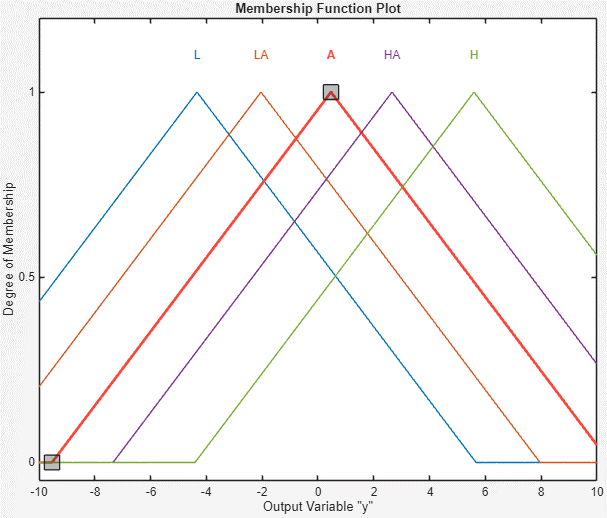 Membership Function Plot
L LA A HA H
1
0.5
0
Degree of Membership
-10 -8 -6 -4 -2 0 2 4 6 8 10
Output Variable "y"